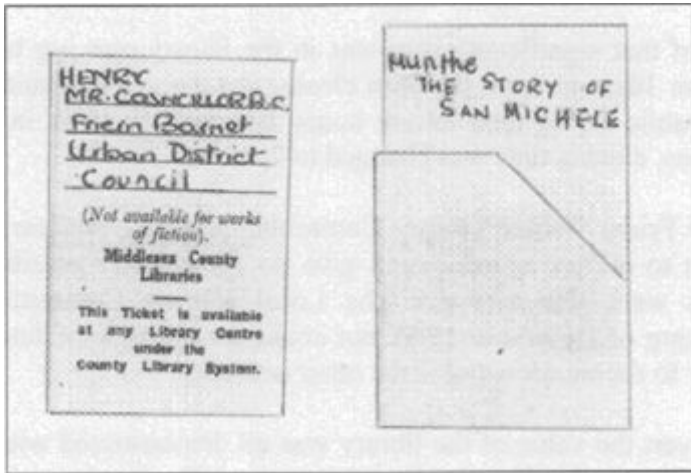 HENRY
MR. COUNCILLOR B.C.
Friern Barnet
Urban District
Council
(Not available for works
of fiction).
Middlesex County
Libraries
This Ticket is available
at any Library Centre
under the
County Library System.
MUNTHE
THE STORY OF
SAN MICHELE